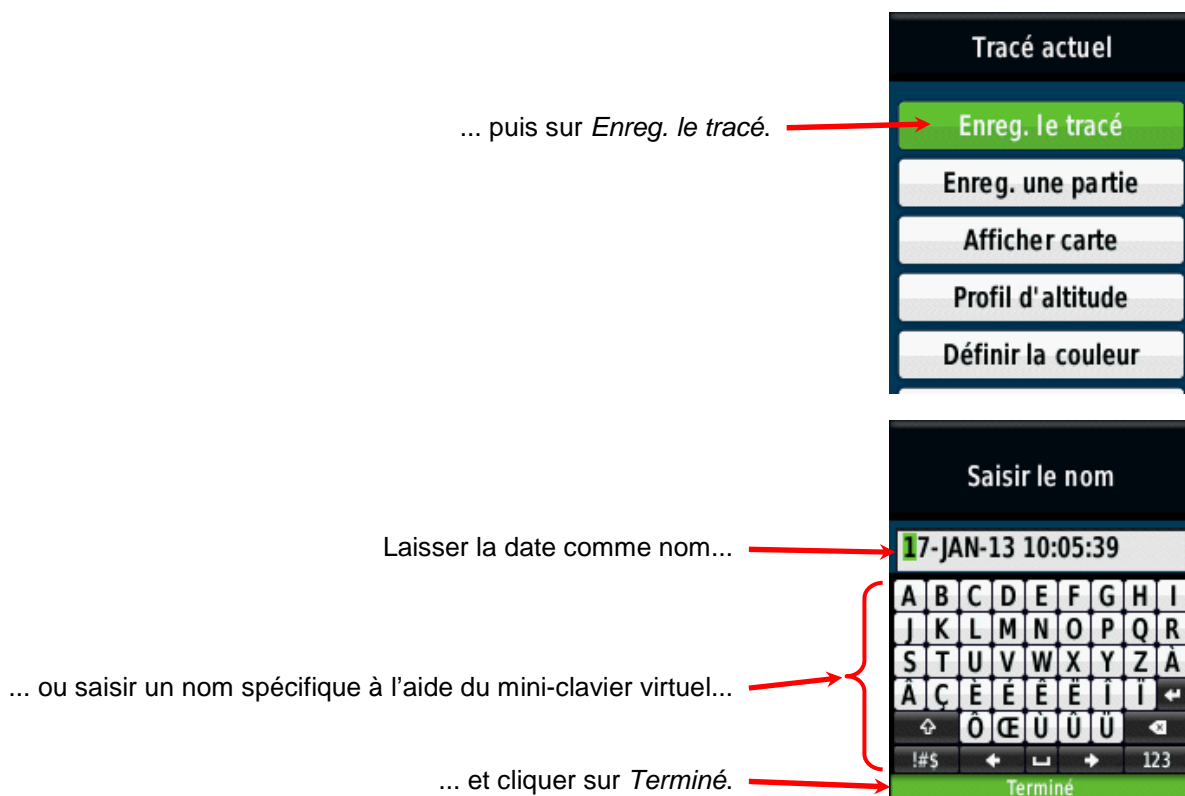 Tracé actuel
... puis sur Enreg. le tracé.
Enreg. le tracé
Enreg. une partie
Afficher carte
Profil d'altitude
Définir la couleur
Saisir le nom
Laisser la date comme nom...
17-JAN-13 10:05:39
A B C D E F G H I
J K L M N O P Q R
S T U V W X Y Z À
... ou saisir un nom spécifique à l’aide du mini-clavier virtuel...
Â Ç È É Ê Ë Î Ï
Ô Œ Ù Û Ü
!#$ 123
... et cliquer sur Terminé.
Terminé